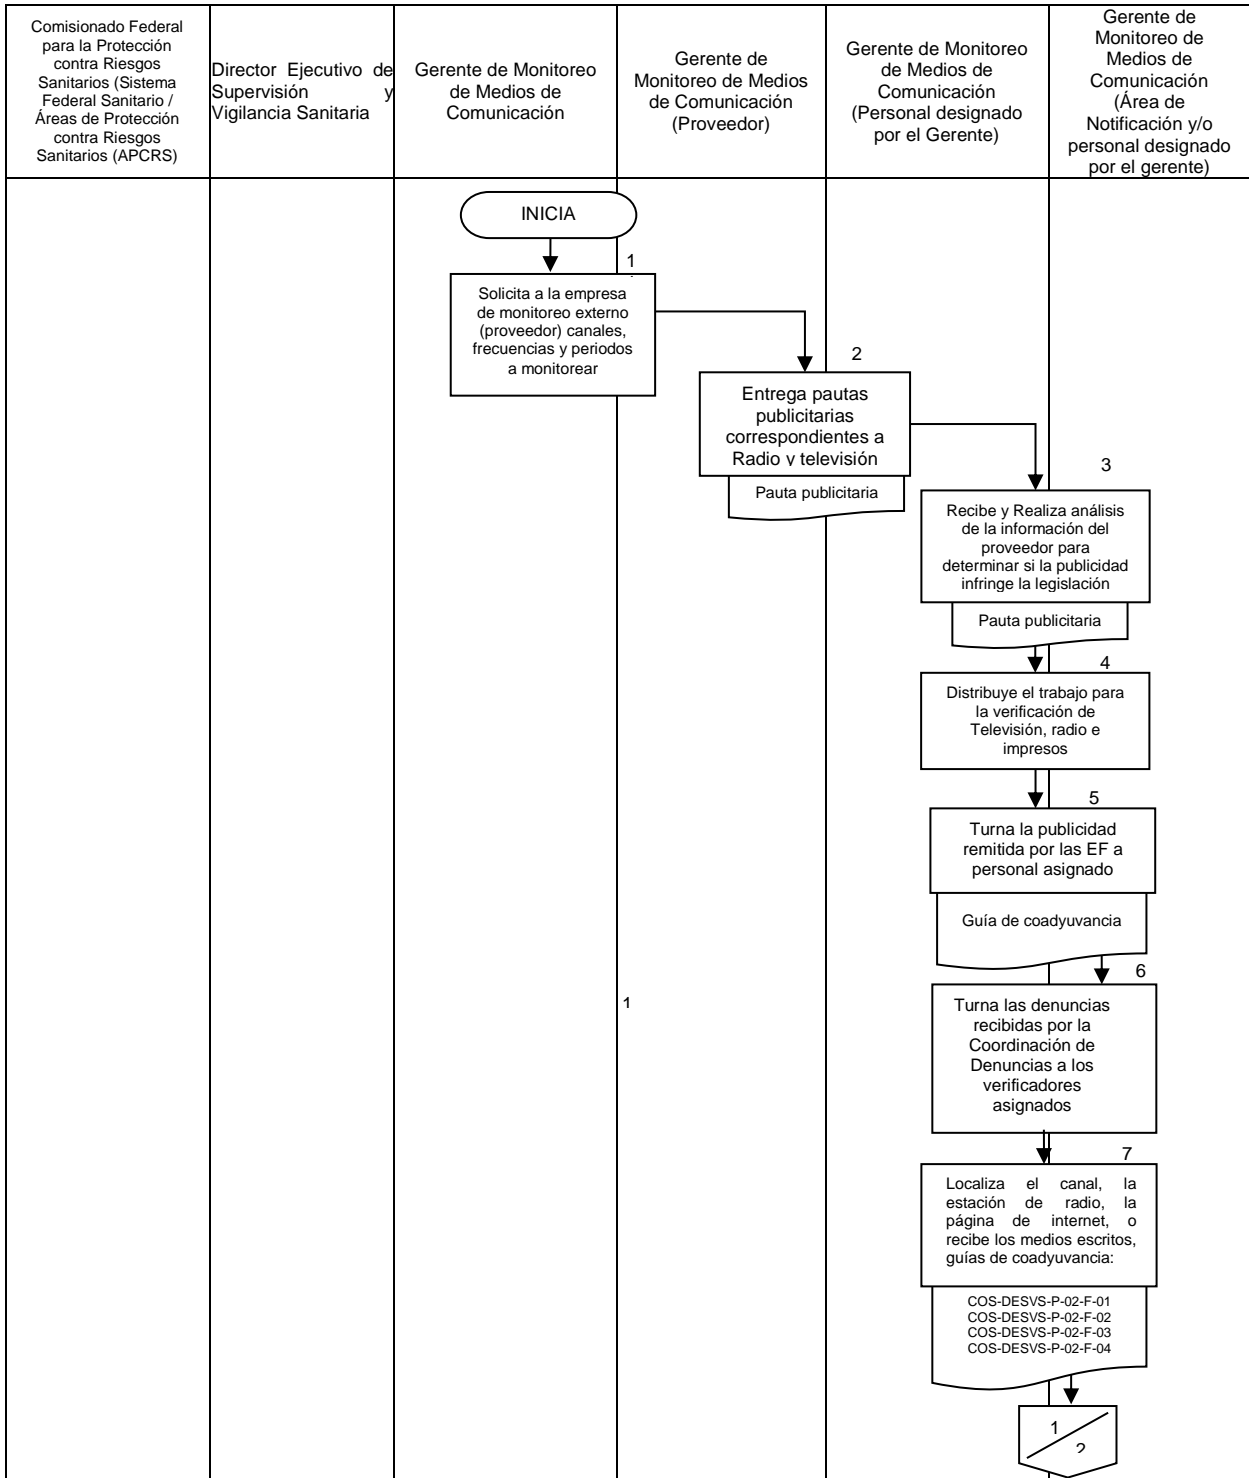 Comisionado Federal
para la Protección
contra Riesgos
Sanitarios (Sistema
Federal Sanitario /
Áreas de Protección
contra Riesgos
Sanitarios (APCRS)
Director Ejecutivo de
Supervisión y
Vigilancia Sanitaria
Gerente de Monitoreo
de Medios de
Comunicación
Gerente de
Monitoreo de Medios
de Comunicación
(Proveedor)
Gerente de Monitoreo
de Medios de
Comunicación
(Personal designado
por el Gerente)
Gerente de
Monitoreo de
Medios de
Comunicación
(Área de
Notificación y/o
personal designado
por el gerente)
INICIA
1
Solicita a la empresa
de monitoreo externo
(proveedor) canales,
frecuencias y periodos
a monitorear
2
Entrega pautas
publicitarias
correspondientes a
Radio y televisión
Pauta publicitaria
3
Recibe y Realiza análisis
de la información del
proveedor para
determinar si la publicidad
infringe la legislación
Pauta publicitaria
4
Distribuye el trabajo para
la verificación de
Televisión, radio e
impresos
5
Turna la publicidad
remitida por las EF a
personal asignado
Guía de coadyuvancia
6
1
Turna las denuncias
recibidas por la
Coordinación de
Denuncias a los
verificadores
asignados
7
Localiza el canal, la
estación de radio, la
página de internet, o
recibe los medios escritos,
guías de coadyuvancia:
COS-DESVS-P-02-F-01
COS-DESVS-P-02-F-02
COS-DESVS-P-02-F-03
COS-DESVS-P-02-F-04
1
2